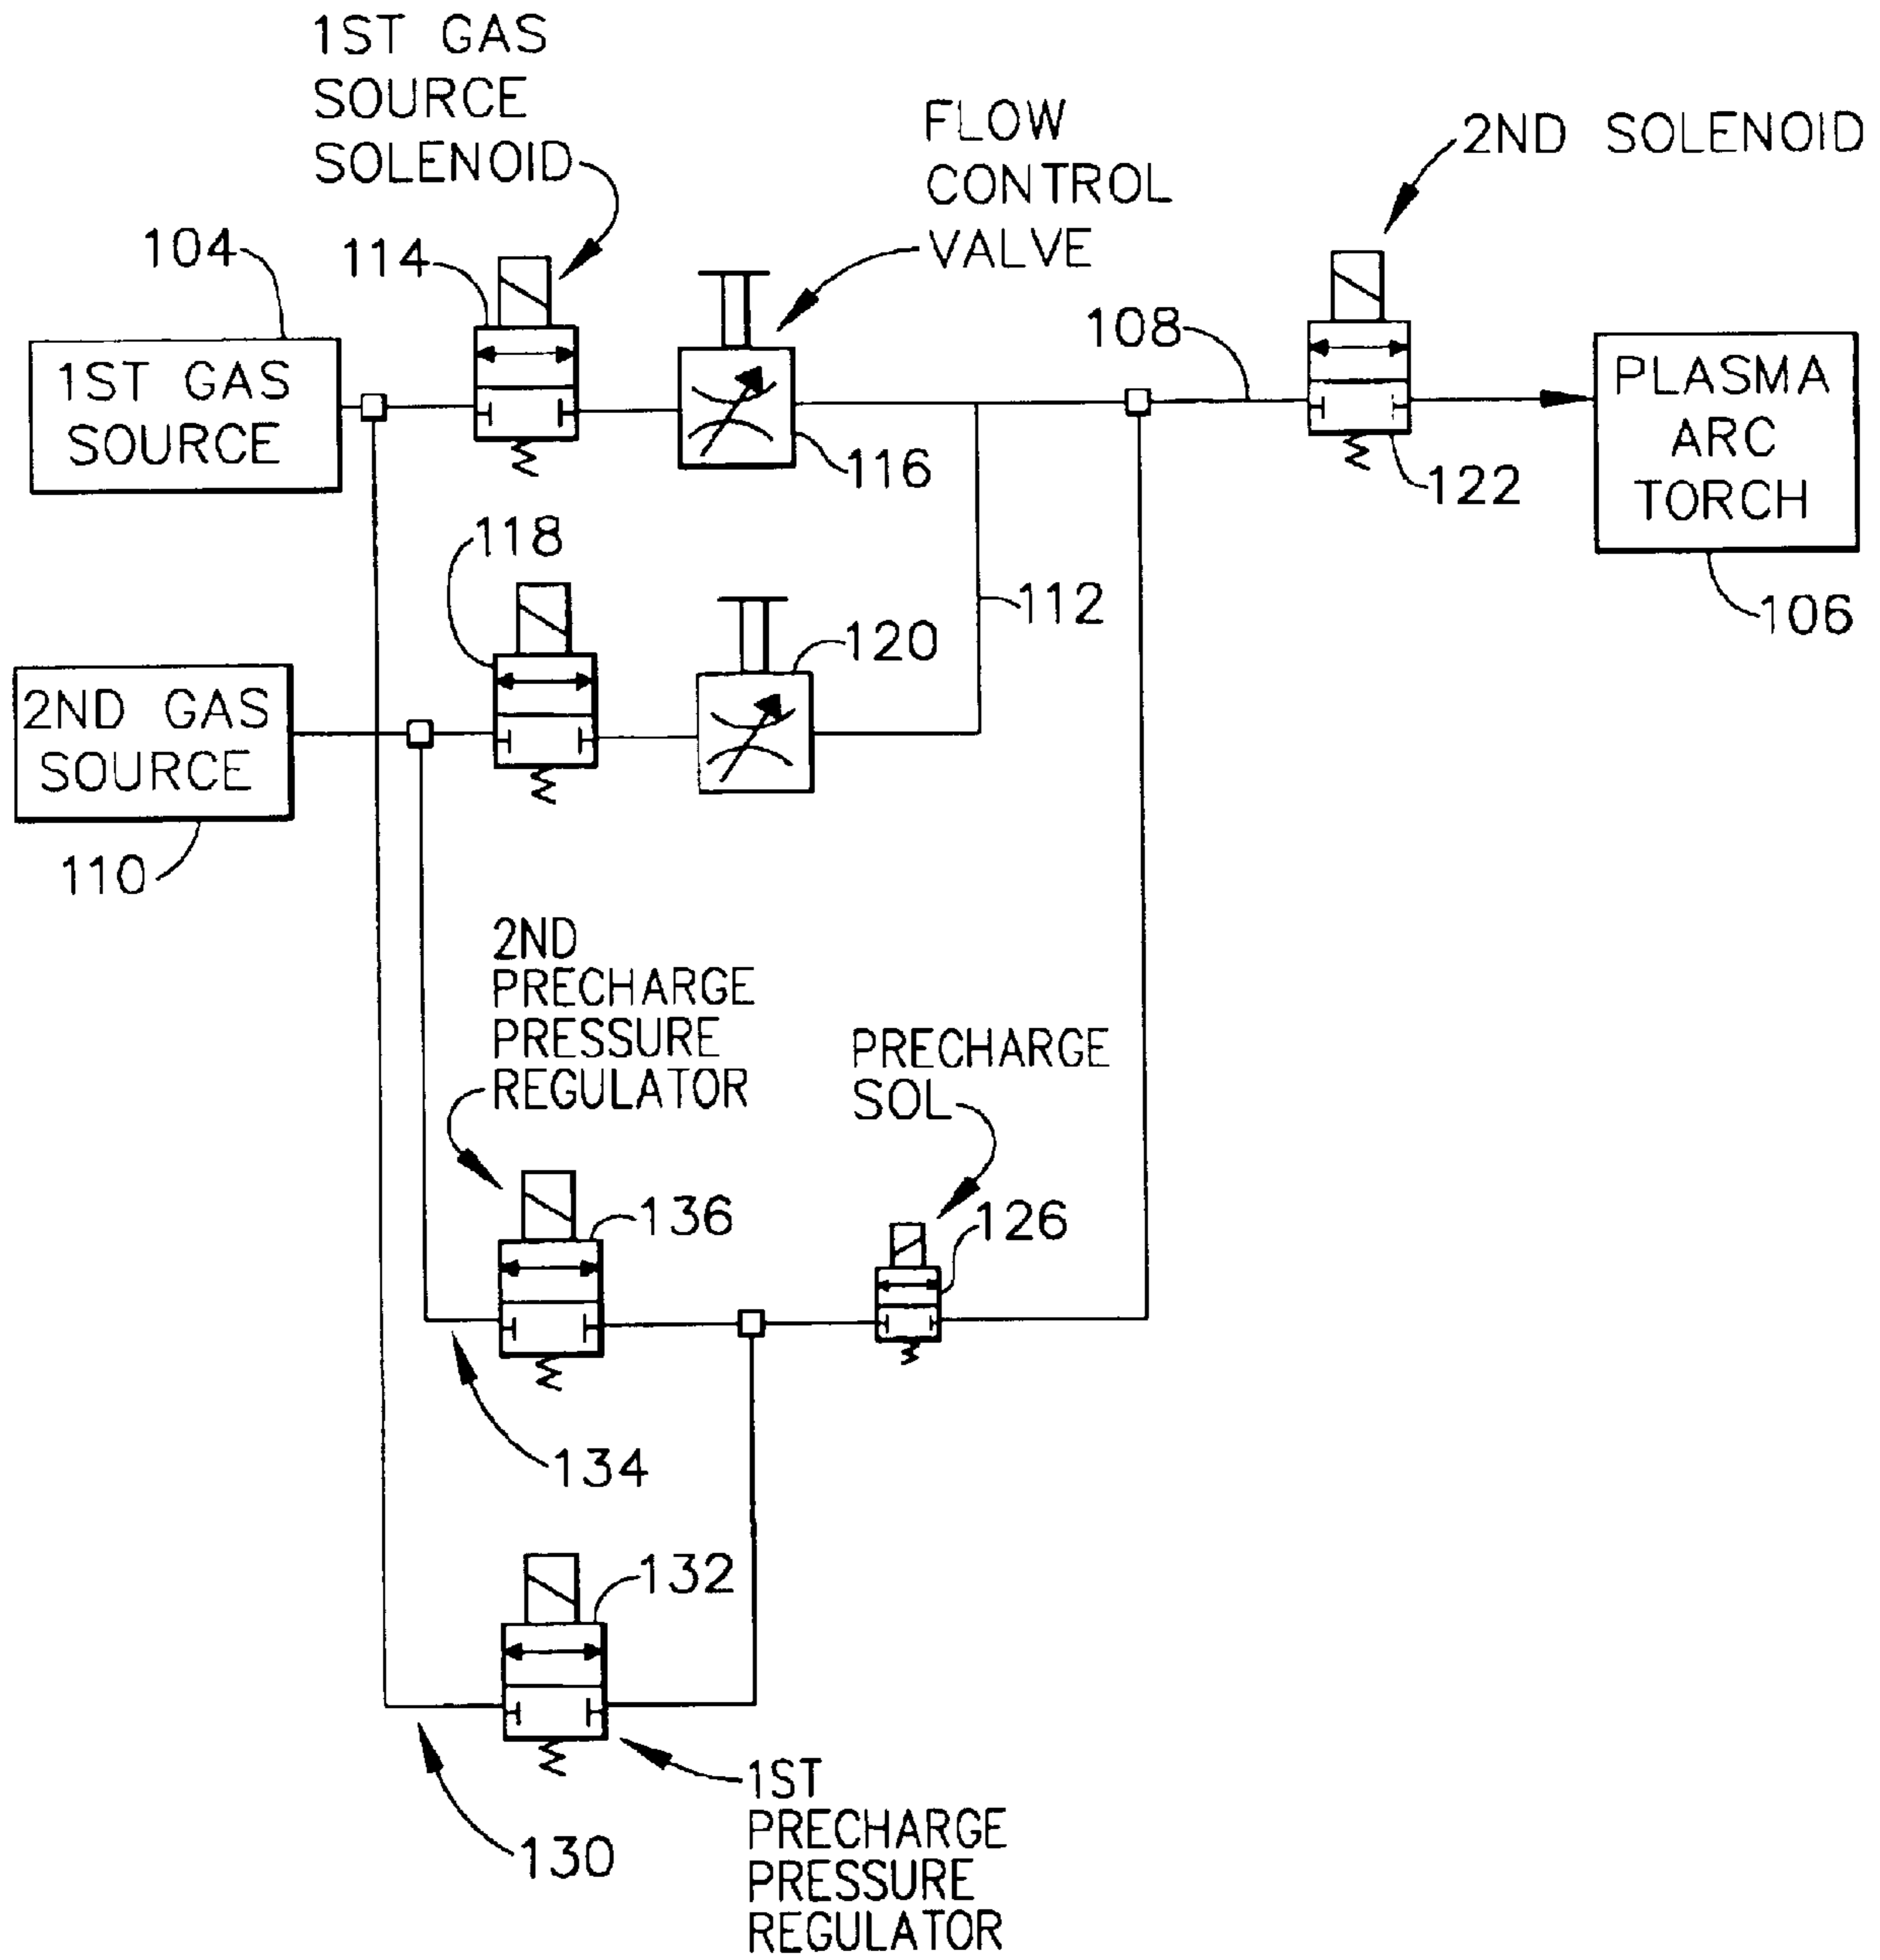 1ST GAS
SOURCE
SOLENOID
FLOW
CONTROL
VALVE
2ND SOLENOID
104
114
108
1ST GAS
SOURCE
PLASMA
ARC
TORCH
116
122
118
112
106
120
2ND GAS
SOURCE
110
2ND
PRECHARGE
PRESSURE
REGULATOR
PRECHARGE
SOL
136
126
134
132
1ST
PRECHARGE
PRESSURE
REGULATOR
130